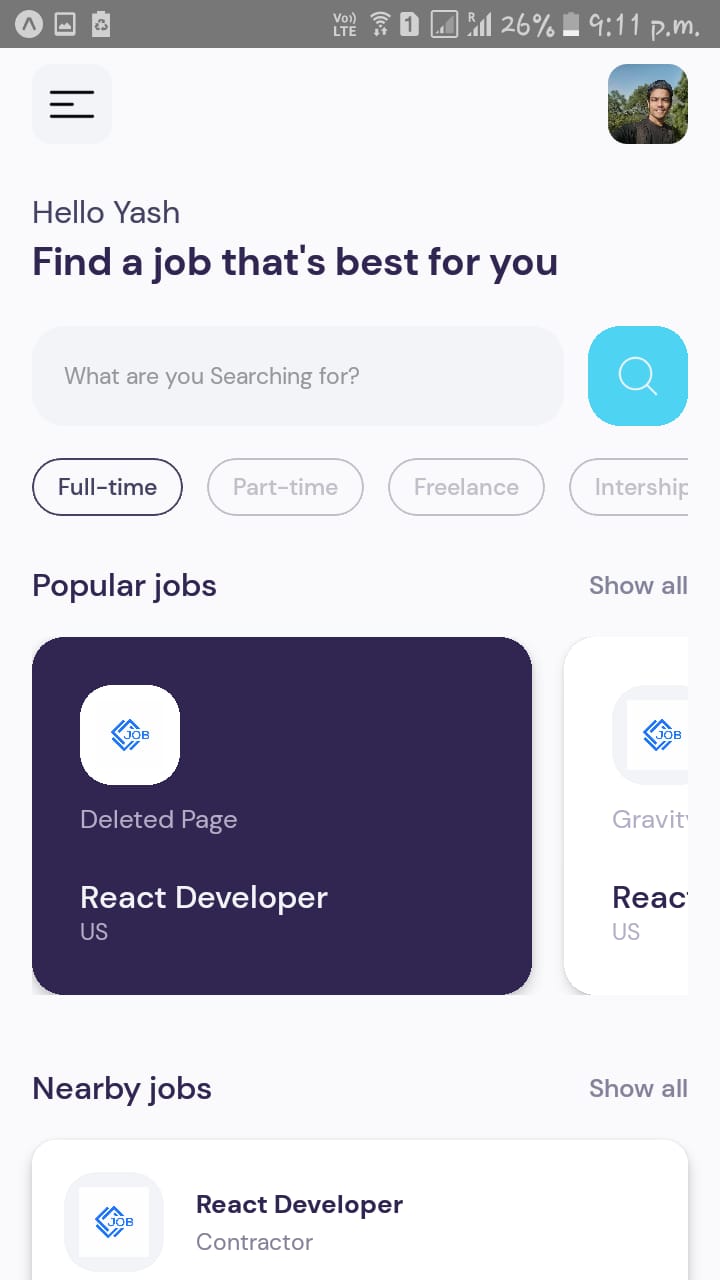 Vo)) LTE 1 R 26% 9:11 p.m.
Hello Yash
Find a job that's best for you
What are you Searching for?
Full-time Part-time Freelance Intership
Popular jobs Show all
JOB JOB
Deleted Page Gravit
React Developer Reac
US US
Nearby jobs Show all
JOB
React Developer
Contractor